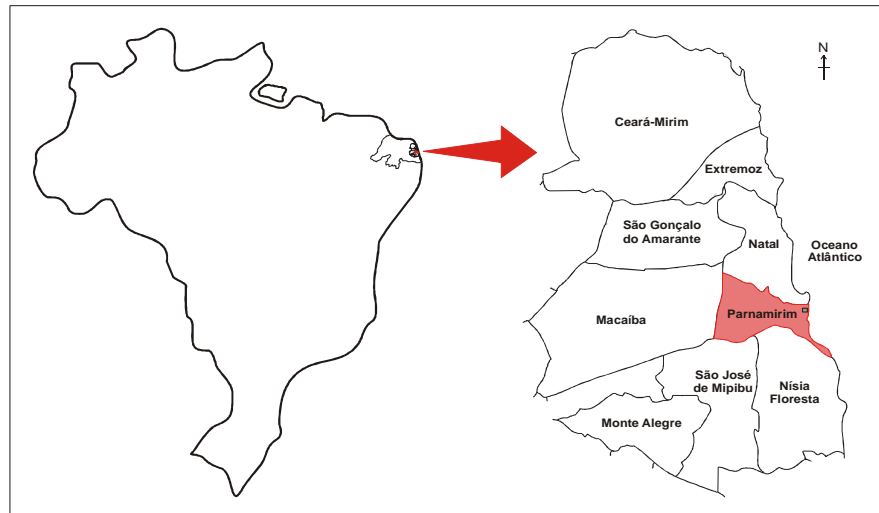 N
Ceará-Mirim
Extremoz
São Gonçalo
do Amarante
Natal
Oceano
Atlântico
Macaíba
Parnamirim
São José
de Mipibu
Nísia
Floresta
Monte Alegre